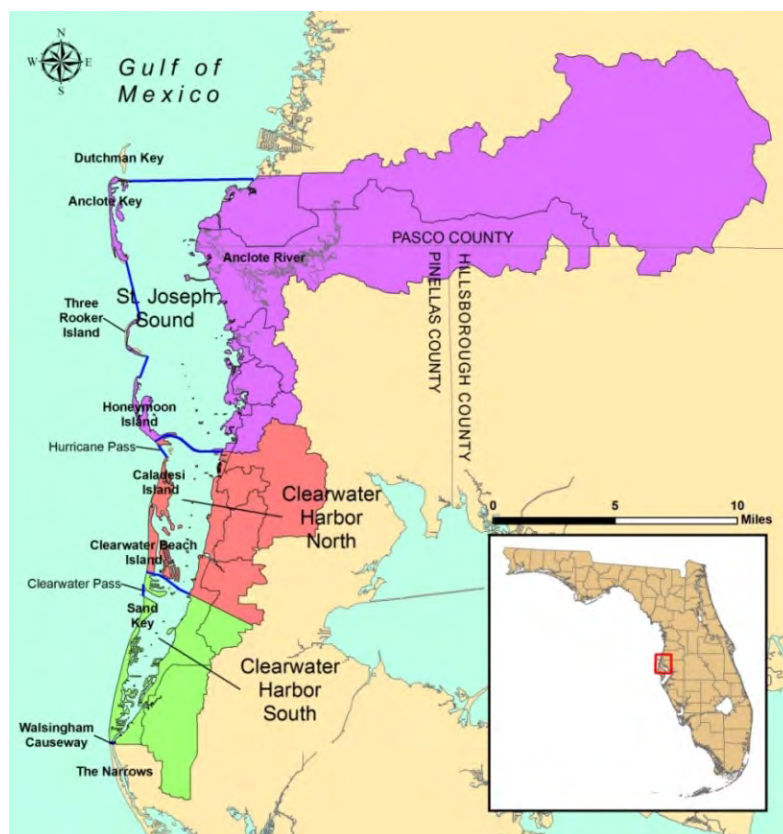 N
W E
S
Gulf of
Mexico
Dutchman Key
Anclote Key
PASCO COUNTY
Anclote River
PINELLAS COUNTY
HILLSBOROUGH COUNTY
St. Joseph
Sound
Three
Rooker
Island
Honeymoon
Island
Hurricane Pass
Caladesi
Island
Clearwater
Harbor
North
0 5 10
Miles
Clearwater Beach
Island
Clearwater Pass
Sand
Key
Clearwater
Harbor
South
Walsingham
Causeway
The Narrows